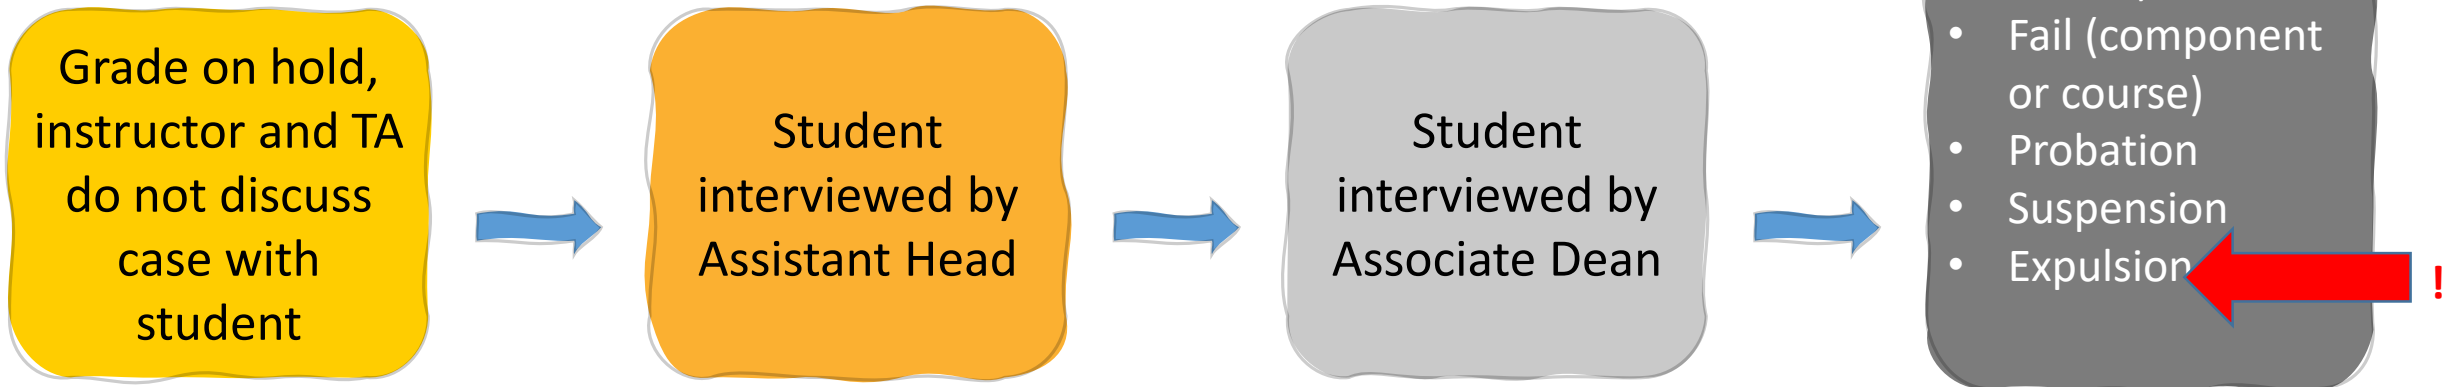 Grade on hold,
instructor and TA
do not discuss
case with
student
Student
interviewed by
Assistant Head
Student
interviewed by
Associate Dean
• Fail (component
or course)
• Probation
• Suspension
• Expulsion
!